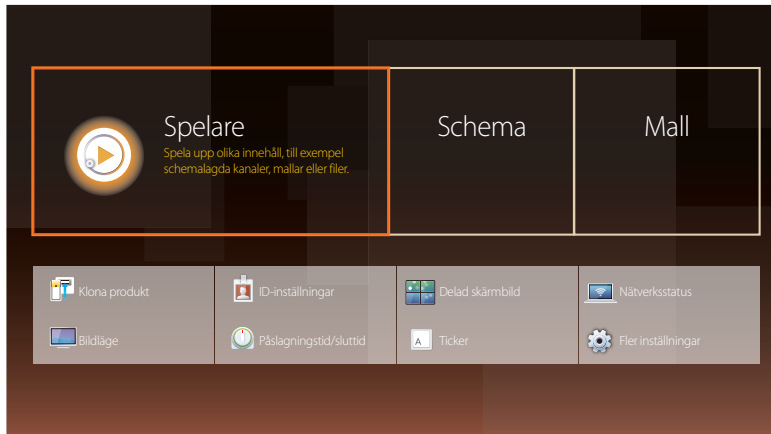 Spelare
Spela upp olika innehåll, till exempel
schemalagda kanaler, mallar eller filer.
Schema
Mall
Klona produkt
ID-inställningar
Delad skärmbild
Nätverksstatus
Bildläge
Påslagningstid/sluttid
A
Ticker
Fler inställningar